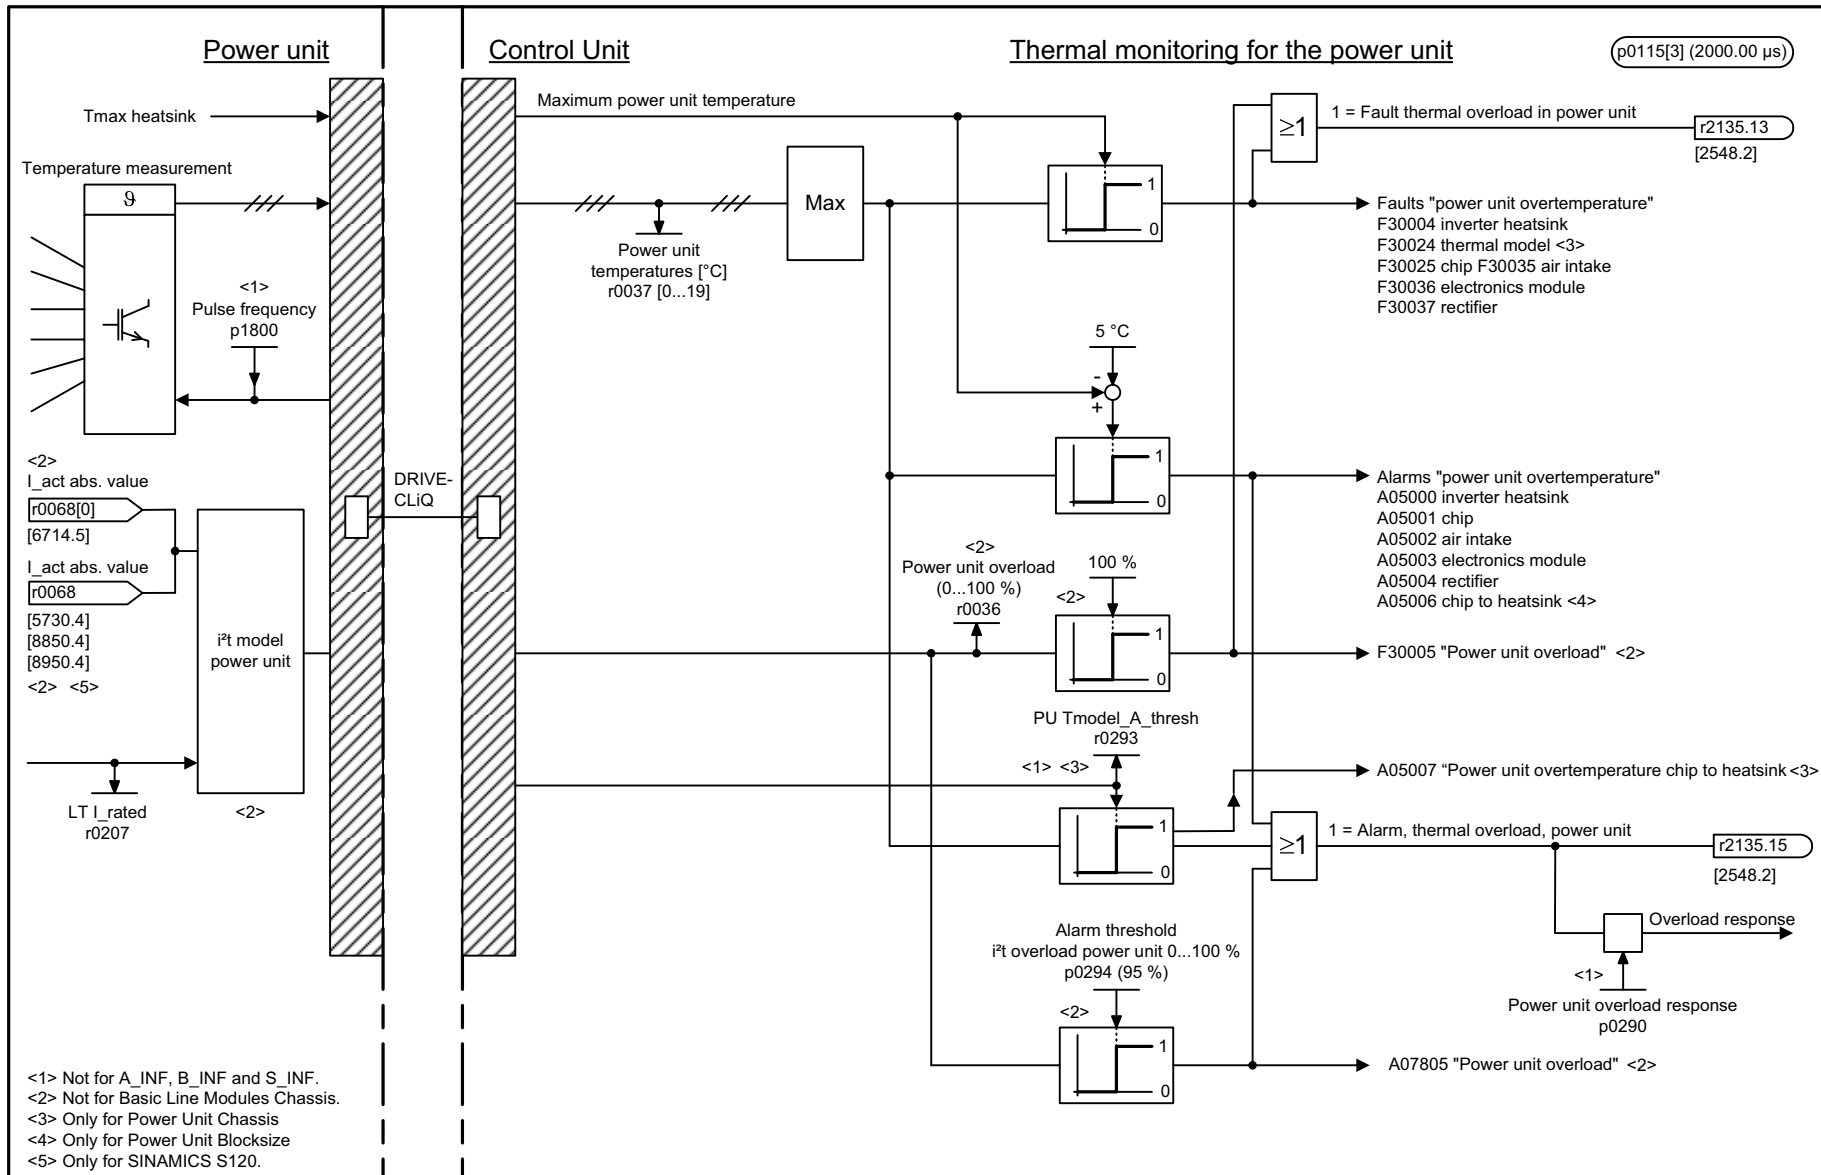 Power unit
Control Unit
Thermal monitoring for the power unit
p0115[3] (2000.00 µs)
Tmax heatsink
Maximum power unit temperature
≥1
1 = Fault thermal overload in power unit
r2135.13
[2548.2]
Temperature measurement
ϑ
Max
1
0
Power unit
temperatures [°C]
r0037 [0...19]
Faults "power unit overtemperature"
F30004 inverter heatsink
F30024 thermal model <3>
F30025 chip F30035 air intake
F30036 electronics module
F30037 rectifier
<1>
Pulse frequency
p1800
5 °C
-
+
<2>
I_act abs. value
r0068[0]
[6714.5]
I_act abs. value
r0068
[5730.4]
[8850.4]
[8950.4]
<2> <5>
i²t model
power unit
DRIVE-
CLiQ
1
0
Alarms "power unit overtemperature"
A05000 inverter heatsink
A05001 chip
A05002 air intake
A05003 electronics module
A05004 rectifier
A05006 chip to heatsink <4>
<2>
Power unit overload
(0...100 %)
r0036
100 %
<2>
1
0
F30005 "Power unit overload" <2>
PU Tmodel_A_thresh
r0293
<1> <3>
LT I_rated
r0207
<2>
A05007 “Power unit overtemperature chip to heatsink <3>
1
0
≥1
1 = Alarm, thermal overload, power unit
r2135.15
[2548.2]
Overload response
<1>
Power unit overload response
p0290
Alarm threshold
i²t overload power unit 0...100 %
p0294 (95 %)
<2>
1
0
A07805 "Power unit overload" <2>
<1> Not for A_INF, B_INF and S_INF.
<2> Not for Basic Line Modules Chassis.
<3> Only for Power Unit Chassis
<4> Only for Power Unit Blocksize
<5> Only for SINAMICS S120.